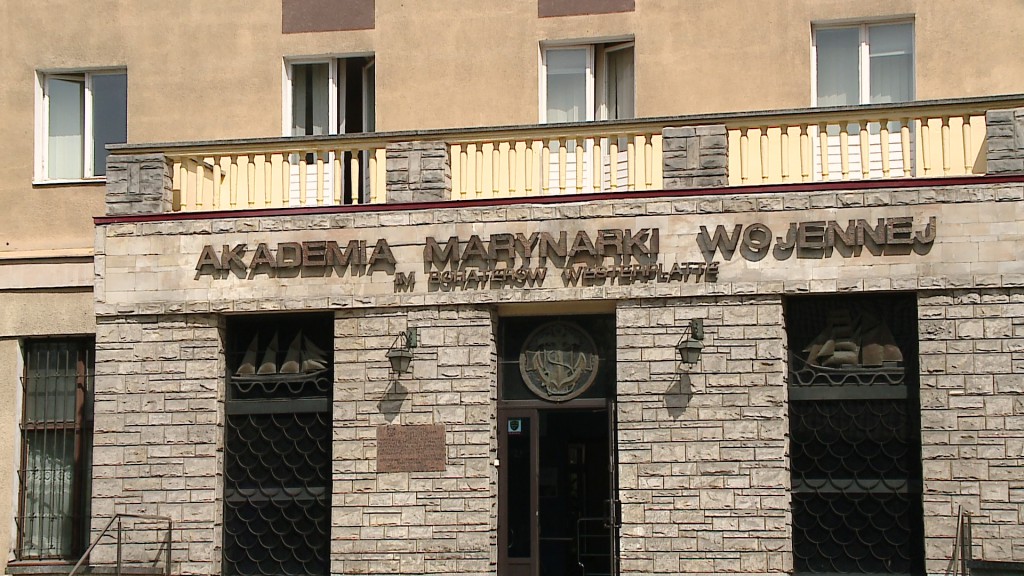 AKADEMIA MARYNARKI WOJENNEJ
IM BOHATERÓW WESTERPLATTE